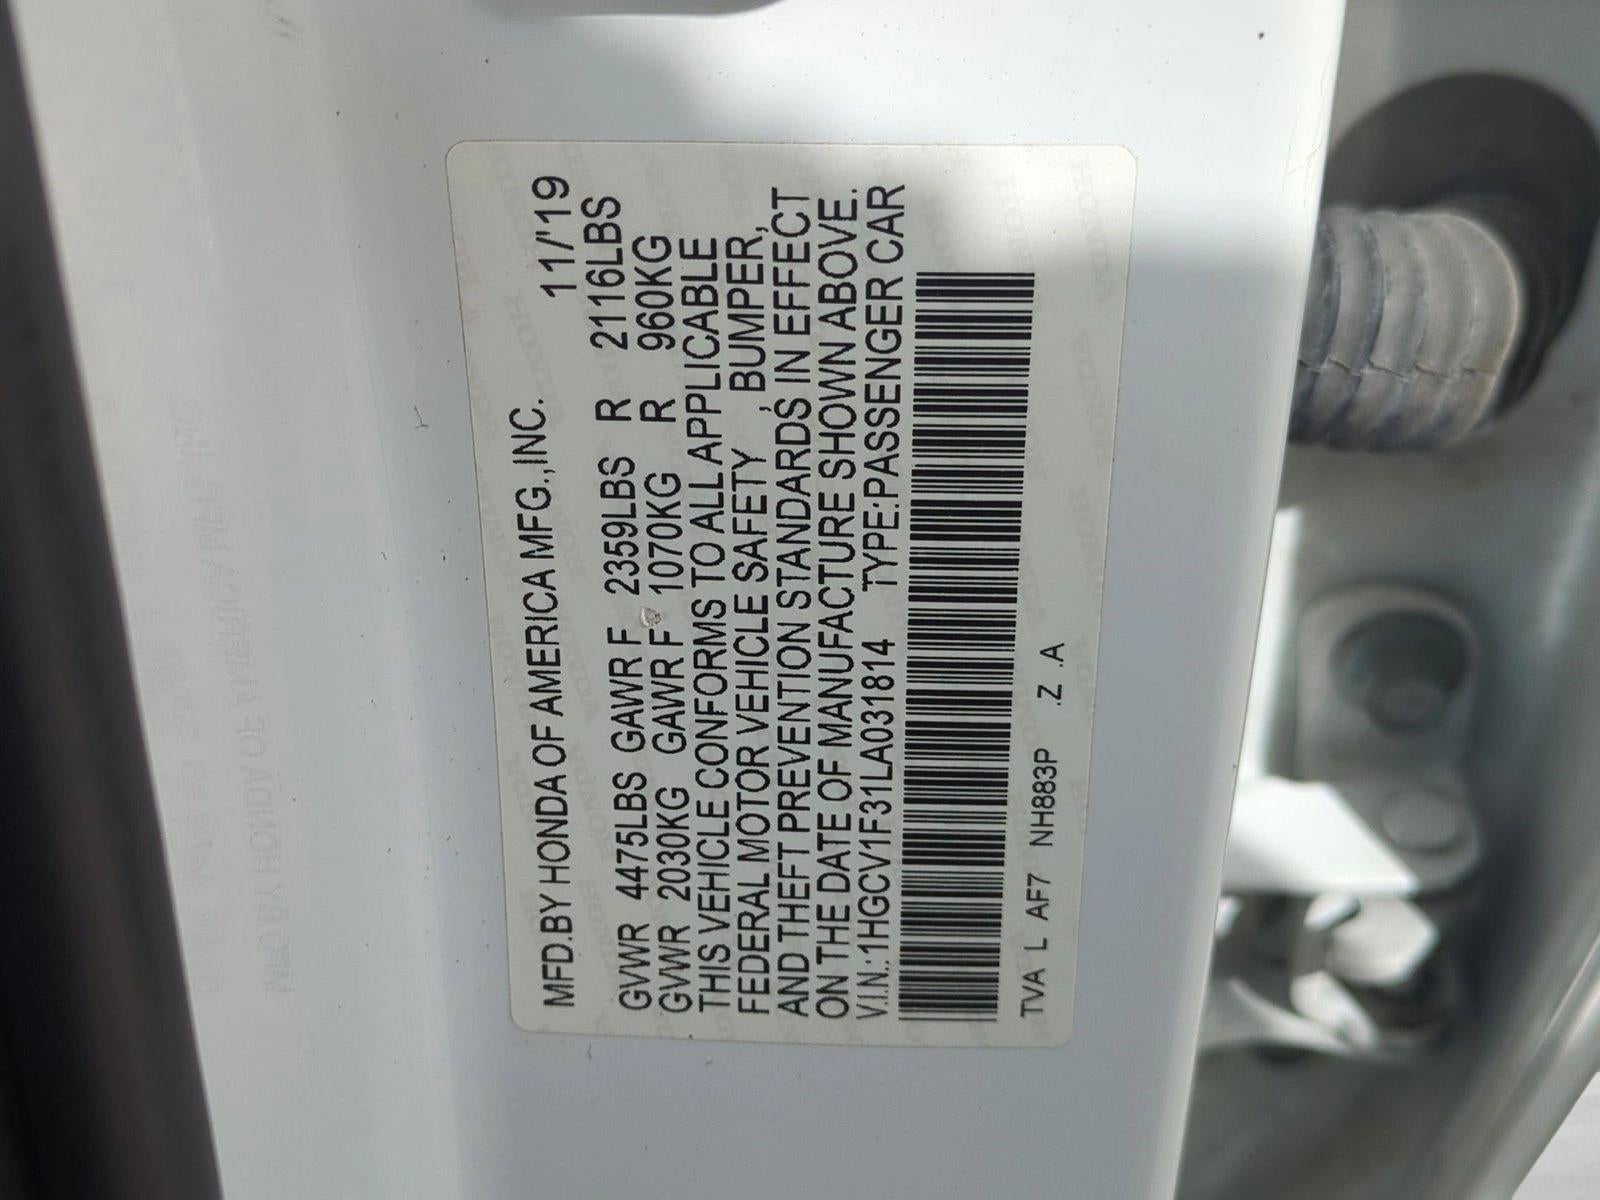 MFD.BY HONDA OF AMERICA MFG.,INC. 11/'19
GVWR 4475LBS GAWR F 2359LBS R 2116LBS
GVWR 2030KG GAWR F 1070KG R 960KG
THIS VEHICLE CONFORMS TO ALL APPLICABLE
FEDERAL MOTOR VEHICLE SAFETY , BUMPER,
AND THEFT PREVENTION STANDARDS IN EFFECT
ON THE DATE OF MANUFACTURE SHOWN ABOVE.
V.I.N.:1HGCV1F31LA031814 TYPE:PASSENGER CAR
TVA L AF7 NH883P .Z .A